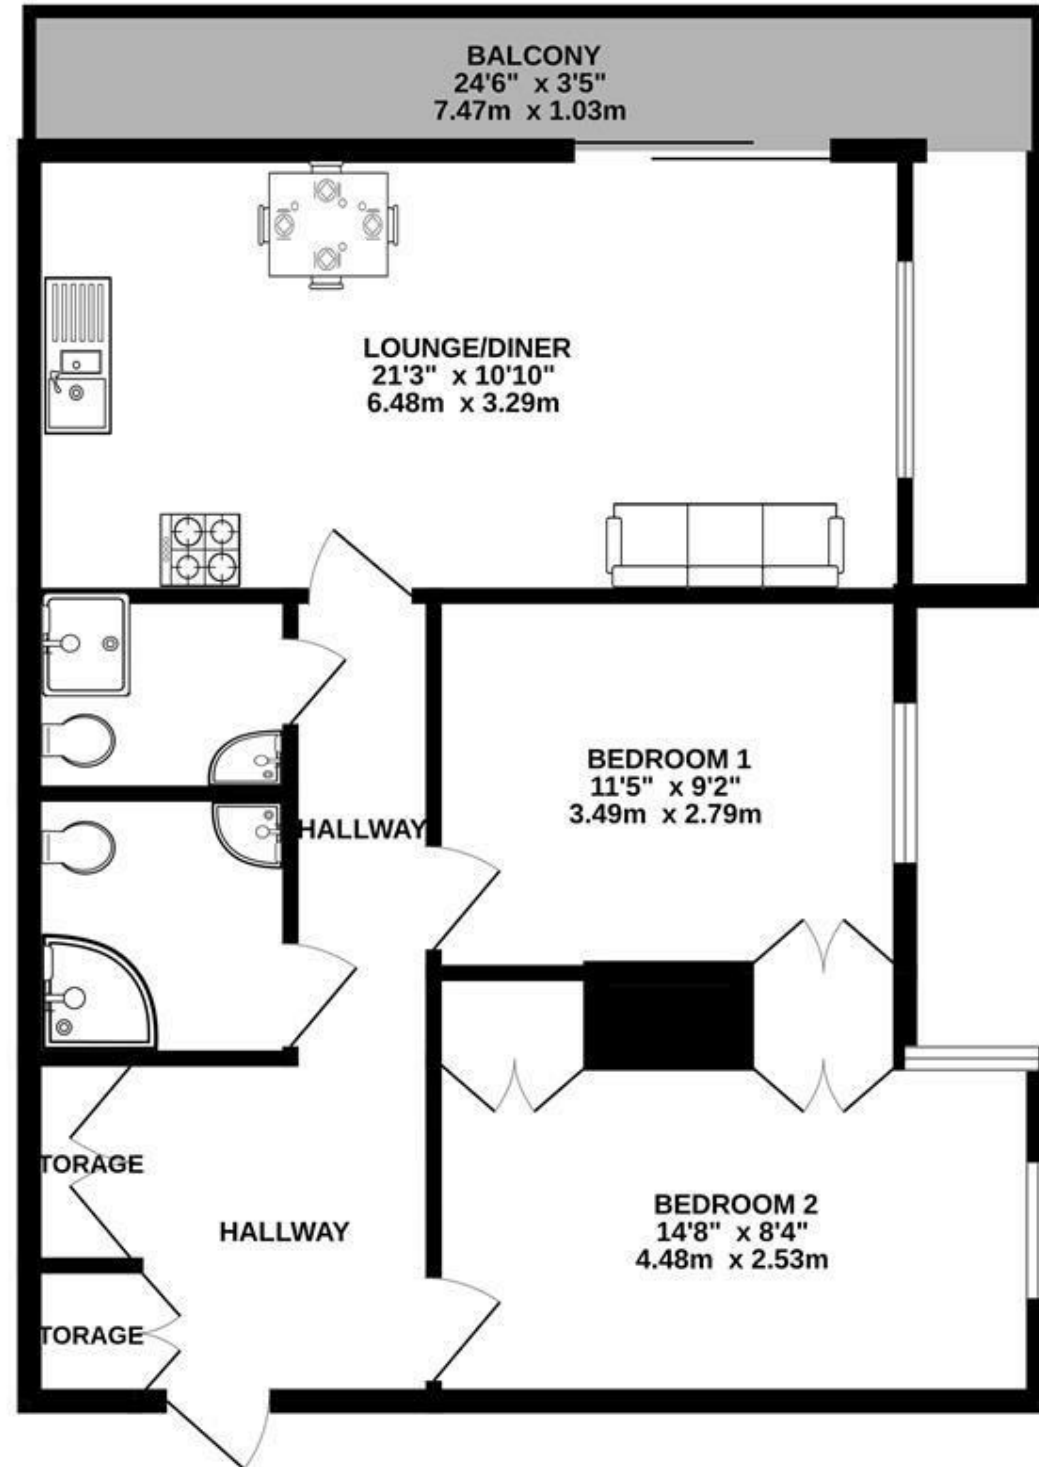 BALCONY
24'6" x 3'5"
7.47m x 1.03m
LOUNGE/DINER
21'3" x 10'10"
6.48m x 3.29m
BEDROOM 1
11'5" x 9'2"
3.49m x 2.79m
HALLWAY
TORAGE
HALLWAY
BEDROOM 2
14'8" x 8'4"
4.48m x 2.53m
TORAGE